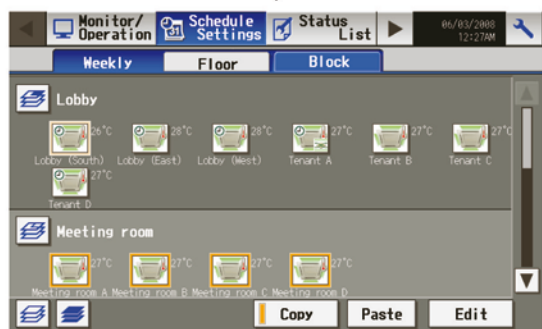 Monitor/
Operation
Schedule
Settings
Status
List
06/03/2008
12:27AM
Weekly
Floor
Block
Lobby
26°C
28°C
28°C
27°C
27°C
27°C
Lobby (South)
Lobby (East)
Lobby (West)
Tenant A
Tenant B
Tenant C
27°C
Tenant D
Meeting room
27°C
27°C
27°C
27°C
Meeting room A
Meeting room B
Meeting room C
Meeting room D
Copy
Paste
Edit